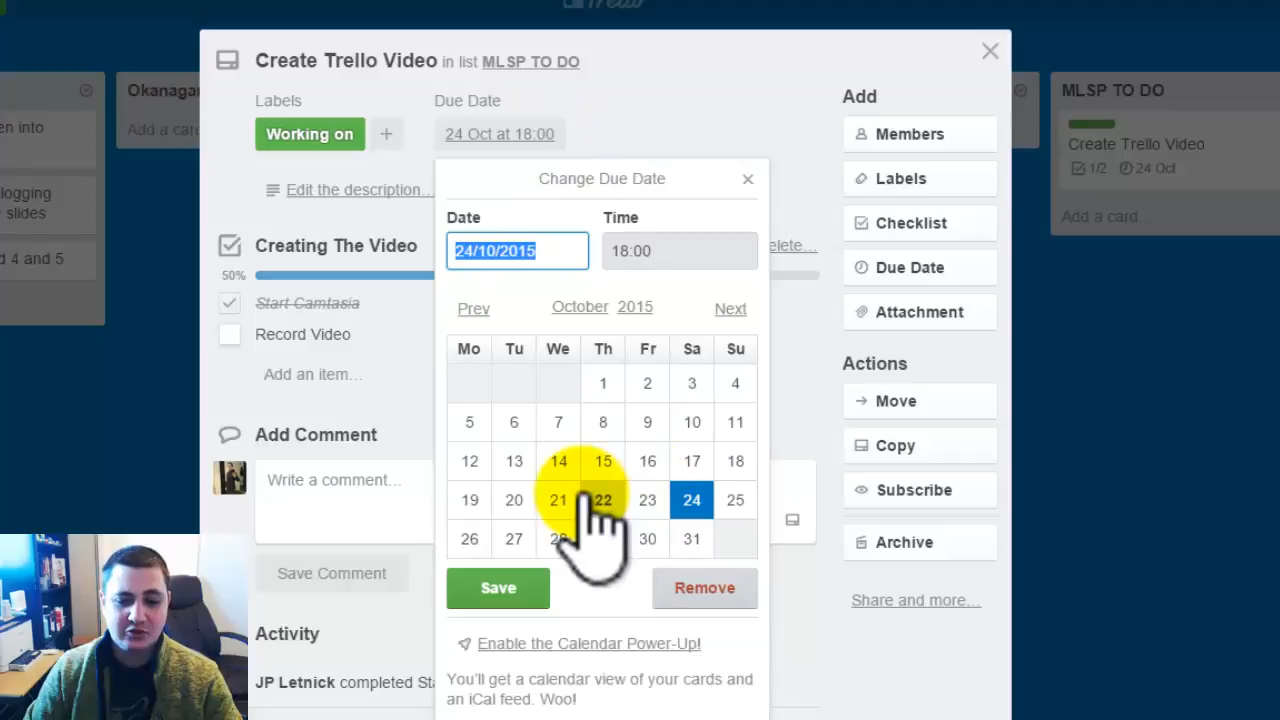 Create Trello Video in list MLSP TO DO
Labels
Due Date
Working on
+
24 Oct at 18:00
Edit the description…
Change Due Date
Date
Time
24/10/2015
18:00
Prev
October 2015
Next
Mo Tu We Th Fr Sa Su
1 2 3 4
5 6 7 8 9 10 11
12 13 14 15 16 17 18
19 20 21 22 23 24 25
26 27 28 30 31
Save
Remove
Enable the Calendar Power-Up!
You'll get a calendar view of your cards and
an iCal feed. Woo!
Creating The Video
elete…
50%
Start Camtasia
Record Video
Add an item…
Add Comment
Write a comment…
Save Comment
Activity
JP Letnick completed Sta
Add
Members
Labels
Checklist
Due Date
Attachment
Actions
Move
Copy
Subscribe
Archive
Share and more…
en into
logging
slides
d 4 and 5
Okanagan
Add a card
MLSP TO DO
Create Trello Video
1/2 24 Oct
Add a card…